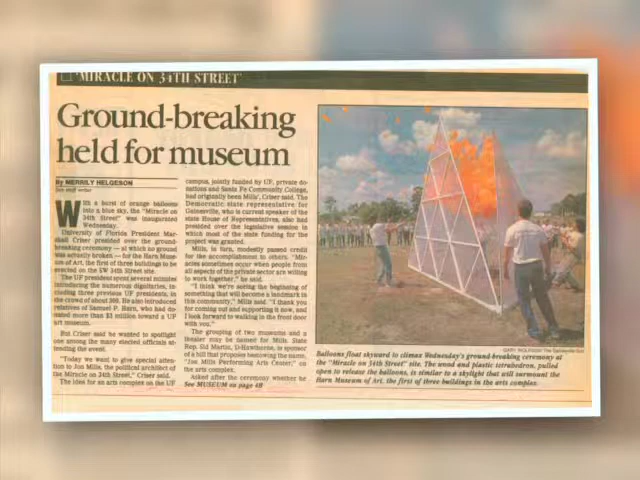 'MIRACLE ON 34TH STREET'
Ground-breaking
held for museum
By MERRILY HELGESON
Sun staff writer
With a burst of orange balloons
into a blue sky, the "Miracle on
34th Street" was inaugurated
Wednesday.
University of Florida President Mar-
shall Criser presided over the ground-
breaking ceremony — at which no ground
was actually broken — for the Harn Muse-
um of Art, the first of three buildings to be
erected on the SW 34th Street site.
The UF president spent several minutes
introducing the numerous dignitaries, in-
cluding three previous UF presidents, in
the crowd of about 300. He also introduced
relatives of Samuel P. Harn, who had do-
nated more than $3 million toward a UF
art museum.
But Criser said he wanted to spotlight
one among the many elected officials at-
tending the event.
"Today we want to give special atten-
tion to Jon Mills, the political architect of
the Miracle on 34th Street," Criser said.
The idea for an arts complex on the UF
campus, jointly funded by UF, private do-
nations and Santa Fe Community College,
had originally been Mills', Criser said. The
Democratic state representative for
Gainesville, who is current speaker of the
state House of Representatives, also had
presided over the legislative session in
which most of the state funding for the
project was granted.
Mills, in turn, modestly passed credit
for the accomplishment to others. "Mir-
acles sometimes occur when people from
all aspects of the private sector are willing
to work together," he said.
"I think we're seeing the beginning of
something that will become a landmark in
this community," Mills said. "I thank you
for coming out and supporting it now, and
I look forward to walking in the front door
with you."
The grouping of two museums and a
theater may be named for Mills. State
Rep. Sid Martin, D-Hawthorne, is sponsor
of a bill that proposes bestowing the name,
"Jon Mills Performing Arts Center," on
the arts complex.
Asked after the ceremony whether he
See MUSEUM on page 4B
The Gainesville Sun
Balloons float skyward to climax Wednesday's ground-breaking ceremony at
the "Miracle on 34th Street" site. The wood and plastic tetrahedron, pulled
open to release the balloons, is similar to a skylight that will surmount the
Harn Museum of Art, the first of three buildings in the arts complex.